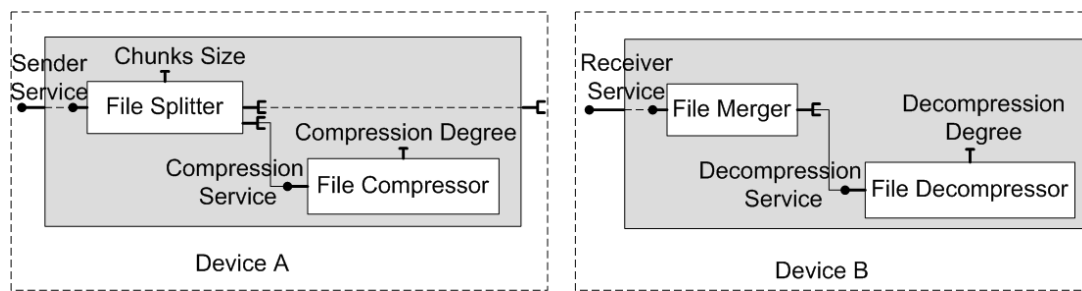 Chunks Size
Sender
Service
File Splitter
Compression Degree
Compression
Service
File Compressor
Device A
Receiver
Service
File Merger
Decompression
Degree
Decompression
Service
File Decompressor
Device B